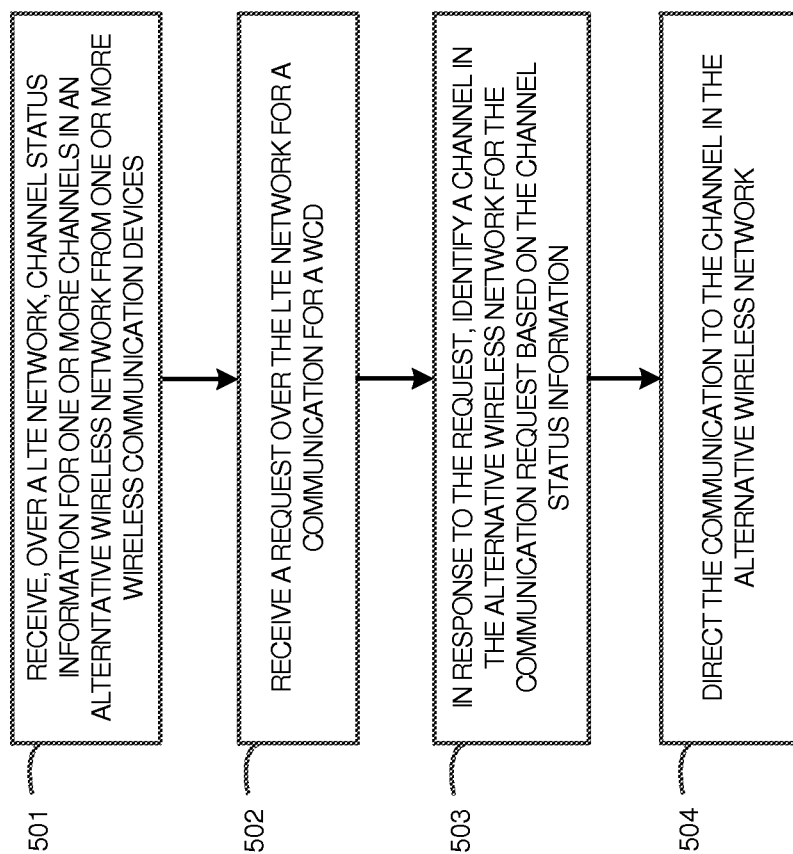 501
RECEIVE, OVER A LTE NETWORK, CHANNEL STATUS
INFORMATION FOR ONE OR MORE CHANNELS IN AN
ALTERNTATIVE WIRELESS NETWORK FROM ONE OR MORE
WIRELESS COMMUNICATION DEVICES
502
RECEIVE A REQUEST OVER THE LTE NETWORK FOR A
COMMUNICATION FOR A WCD
503
IN RESPONSE TO THE REQUEST, IDENTIFY A CHANNEL IN
THE ALTERNATIVE WIRELESS NETWORK FOR THE
COMMUNICATION REQUEST BASED ON THE CHANNEL
STATUS INFORMATION
504
DIRECT THE COMMUNICATION TO THE CHANNEL IN THE
ALTERNATIVE WIRELESS NETWORK